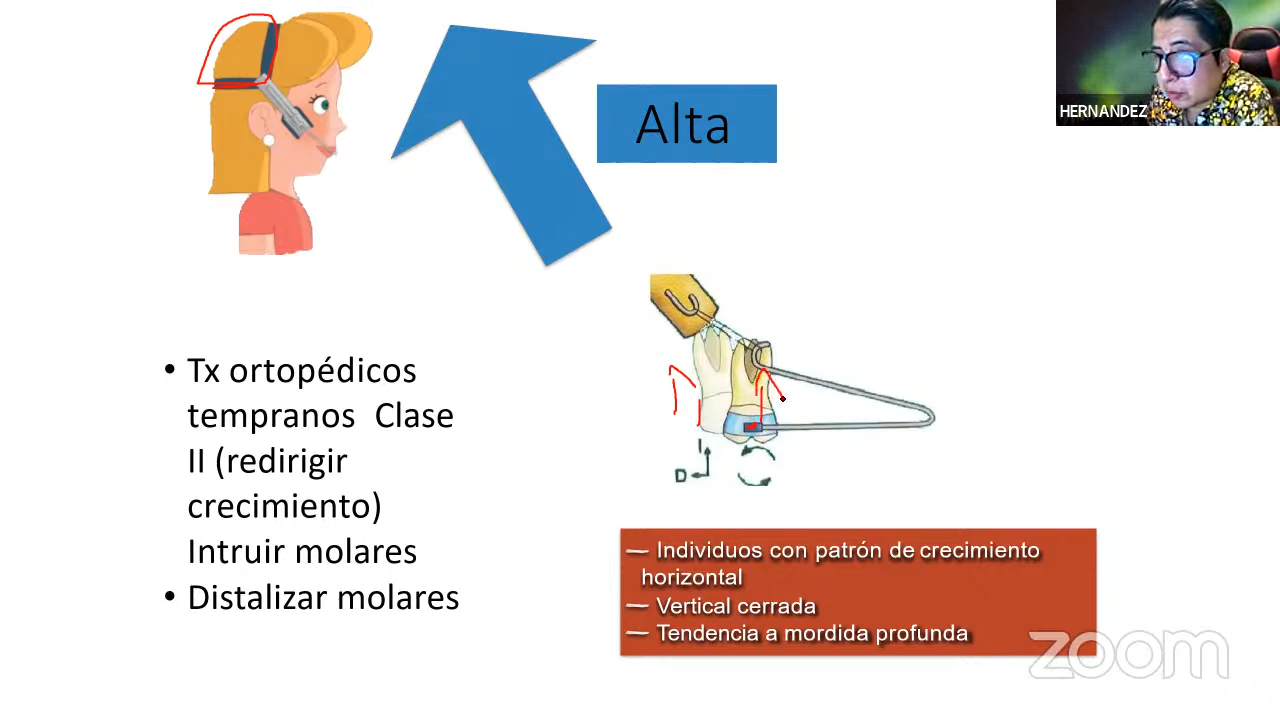 HERNANDEZ
Alta
• Tx ortopédicos
tempranos Clase
II (redirigir
crecimiento)
Intruir molares
• Distalizar molares
I
D
— Individuos con patrón de crecimiento
horizontal
— Vertical cerrada
— Tendencia a mordida profunda
zoom